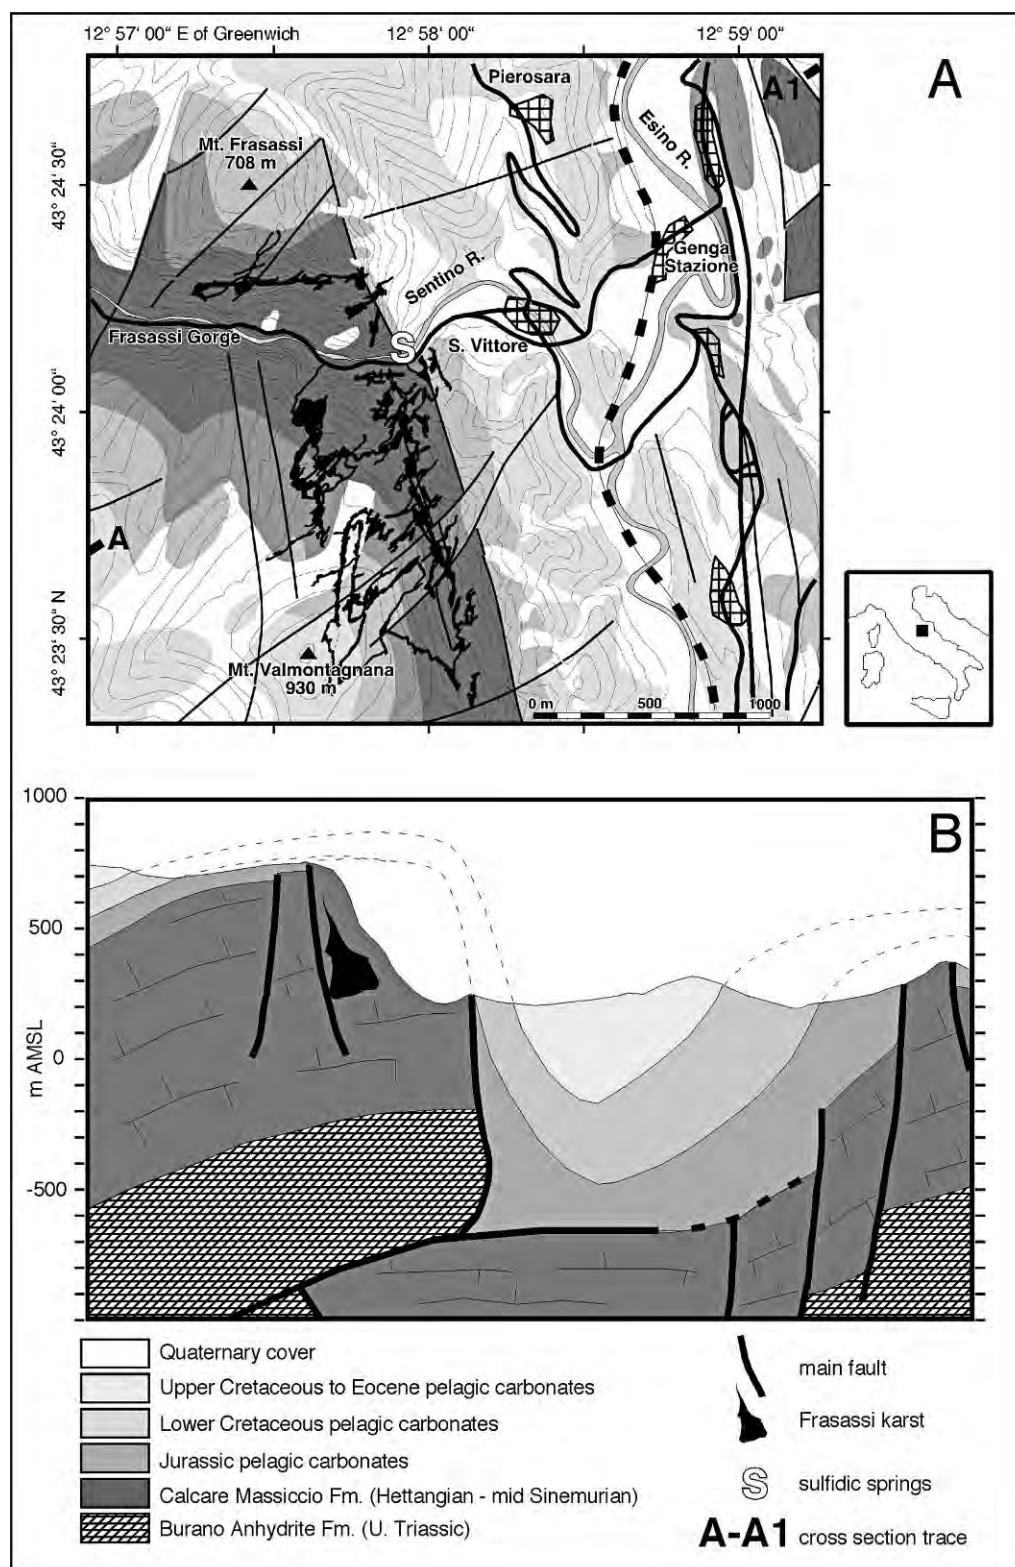 12° 57' 00“ E of Greenwich
12° 58' 00“
12° 59' 00“
A
A1
Pierosara
Esino R.
Mt. Frasassi
708 m
43° 24' 30“
Genga
Stazione
Sentino R.
Frasassi Gorge
S
S. Vittore
43° 24' 00“
A
43° 23' 30“ N
Mt. Valmontagnana
930 m
0 m 500 1000
B
1000
500
0
-500
m AMSL
Quaternary cover
Upper Cretaceous to Eocene pelagic carbonates
Lower Cretaceous pelagic carbonates
Jurassic pelagic carbonates
Calcare Massiccio Fm. (Hettangian - mid Sinemurian)
Burano Anhydrite Fm. (U. Triassic)
main fault
Frasassi karst
S sulfidic springs
A-A1 cross section trace